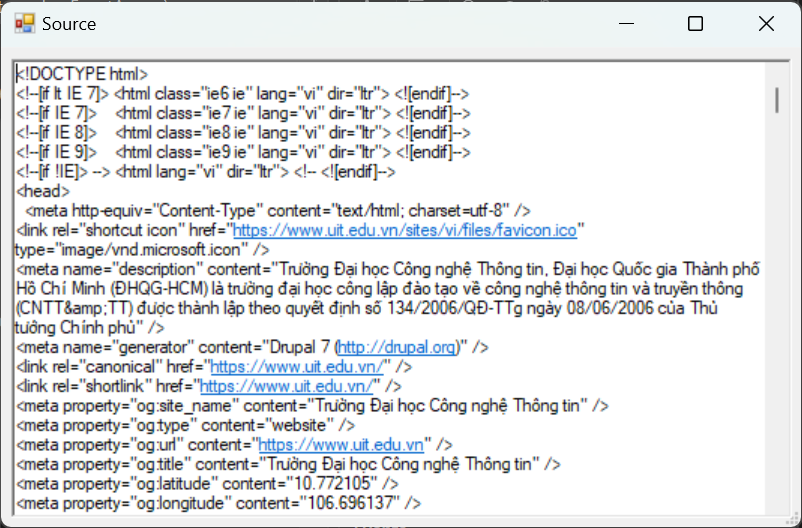 Source
<!DOCTYPE html>
<!--[if lt IE 7]> <html class="ie6 ie" lang="vi" dir="ltr"> <![endif]-->
<!--[if IE 7]>    <html class="ie7 ie" lang="vi" dir="ltr"> <![endif]-->
<!--[if IE 8]>    <html class="ie8 ie" lang="vi" dir="ltr"> <![endif]-->
<!--[if IE 9]>    <html class="ie9 ie" lang="vi" dir="ltr"> <![endif]-->
<!--[if !IE]> --> <html lang="vi" dir="ltr"> <!-- <![endif]-->
<head>
  <meta http-equiv="Content-Type" content="text/html; charset=utf-8" />
<link rel="shortcut icon" href="https://www.uit.edu.vn/sites/vi/files/favicon.ico"
type="image/vnd.microsoft.icon" />
<meta name="description" content="Trường Đại học Công nghệ Thông tin, Đại học Quốc gia Thành phố
Hồ Chí Minh (ĐHQG-HCM) là trường đại học công lập đào tạo về công nghệ thông tin và truyền thông
(CNTT&amp;TT) được thành lập theo quyết định số 134/2006/QĐ-TTg ngày 08/06/2006 của Thủ
tướng Chính phủ" />
<meta name="generator" content="Drupal 7 (http://drupal.org)" />
<link rel="canonical" href="https://www.uit.edu.vn/" />
<link rel="shortlink" href="https://www.uit.edu.vn/" />
<meta property="og:site_name" content="Trường Đại học Công nghệ Thông tin" />
<meta property="og:type" content="website" />
<meta property="og:url" content="https://www.uit.edu.vn" />
<meta property="og:title" content="Trường Đại học Công nghệ Thông tin" />
<meta property="og:latitude" content="10.772105" />
<meta property="og:longitude" content="106.696137" />